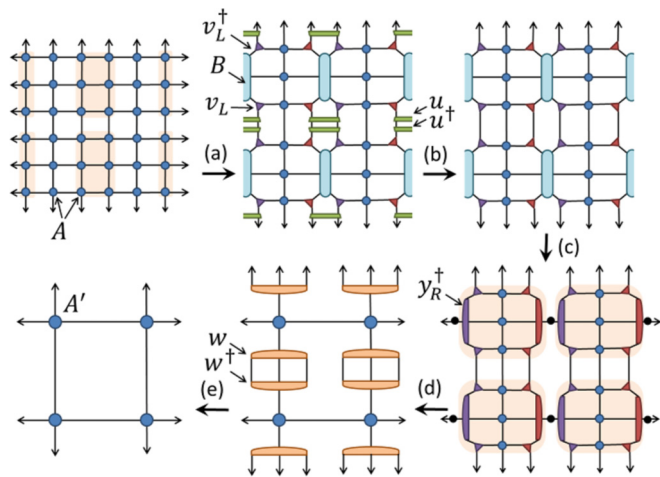 v_L^†
B
v_L
u
u^†
(a)
(b)
A
(c)
A′
y_R^†
w
w^†
(e)
(d)